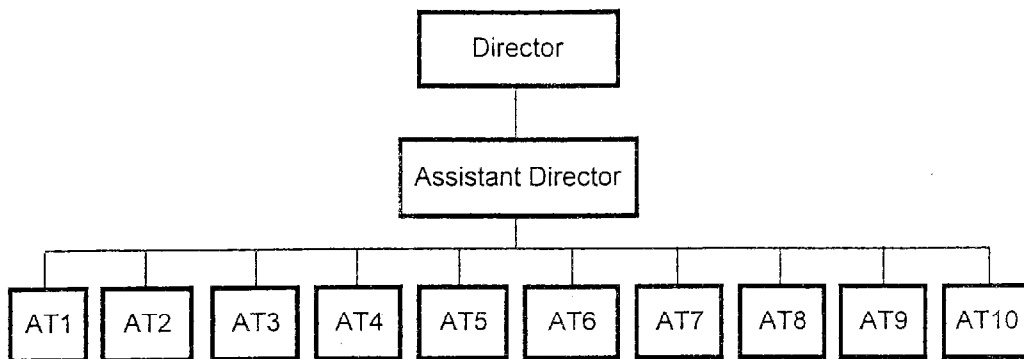 Director
Assistant Director
AT1 AT2 AT3 AT4 AT5 AT6 AT7 AT8 AT9 AT10